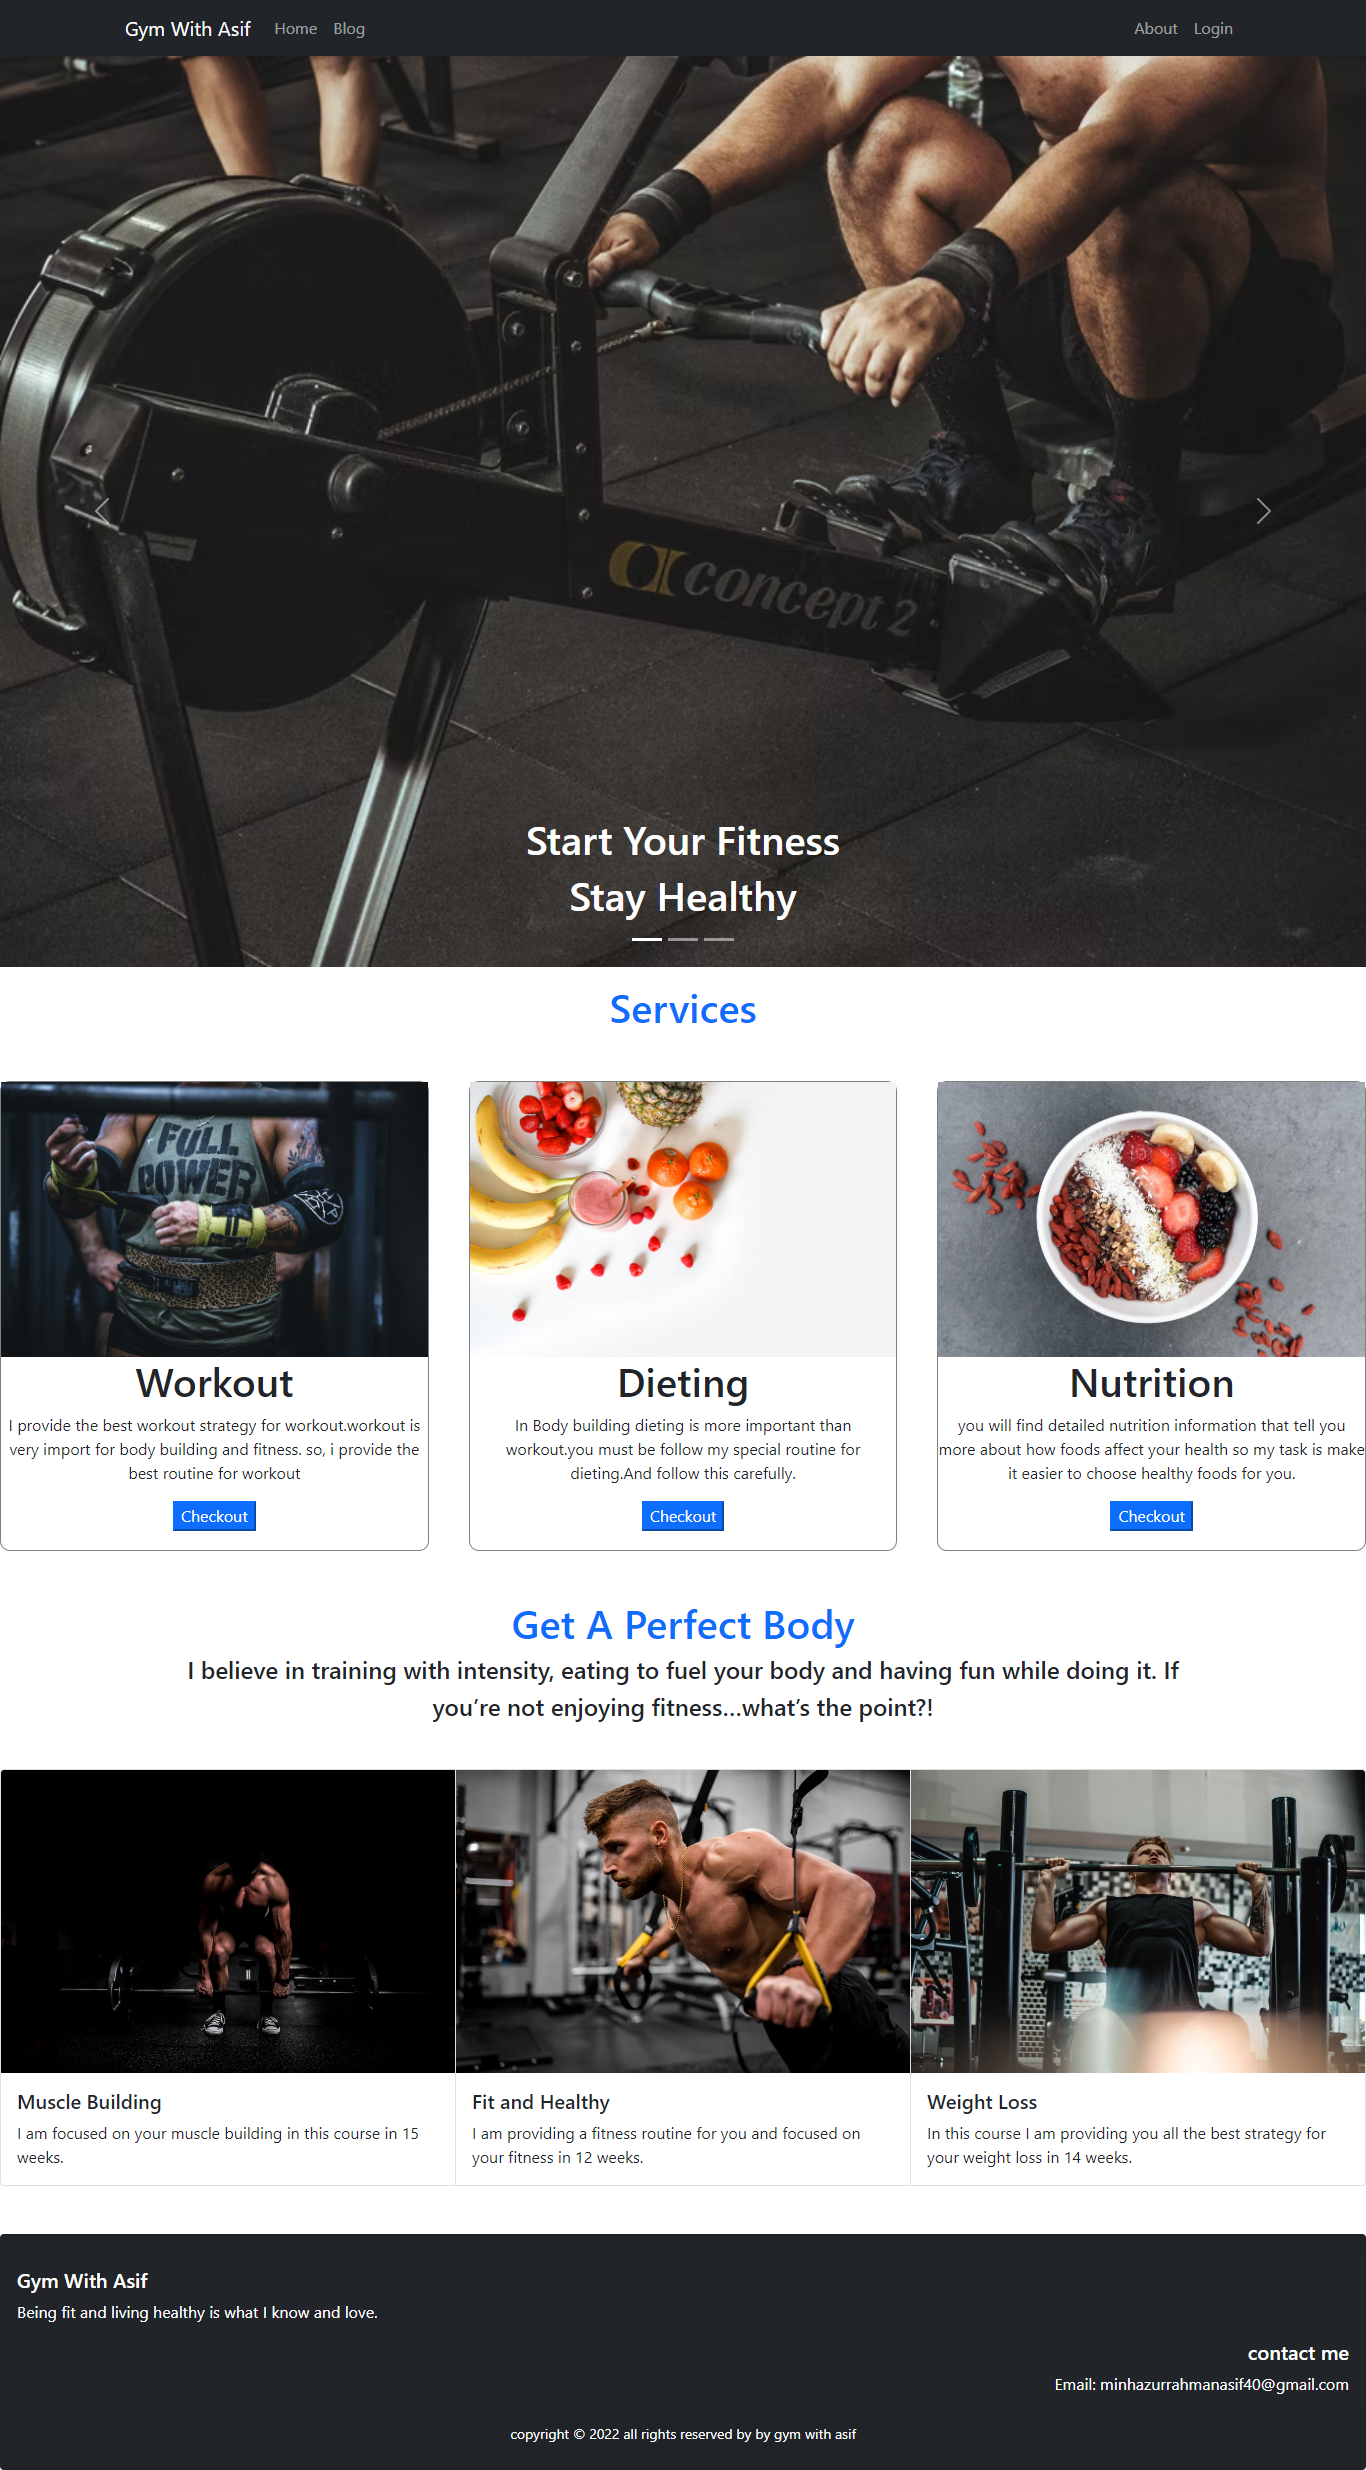 Gym With Asif Home Blog About Login
concept 2
Start Your Fitness
Stay Healthy
Services
FULL
POWER
Workout
I provide the best workout strategy for workout.workout is
very import for body building and fitness. so, i provide the
best routine for workout
Checkout
Dieting
In Body building dieting is more important than
workout.you must be follow my special routine for
dieting.And follow this carefully.
Checkout
Nutrition
you will find detailed nutrition information that tell you
more about how foods affect your health so my task is make
it easier to choose healthy foods for you.
Checkout
Get A Perfect Body
I believe in training with intensity, eating to fuel your body and having fun while doing it. If
you’re not enjoying fitness...what’s the point?!
Muscle Building
I am focused on your muscle building in this course in 15
weeks.
Fit and Healthy
I am providing a fitness routine for you and focused on
your fitness in 12 weeks.
Weight Loss
In this course I am providing you all the best strategy for
your weight loss in 14 weeks.
Gym With Asif
Being fit and living healthy is what I know and love.
contact me
Email: minhazurrahmanasif40@gmail.com
copyright © 2022 all rights reserved by by gym with asif